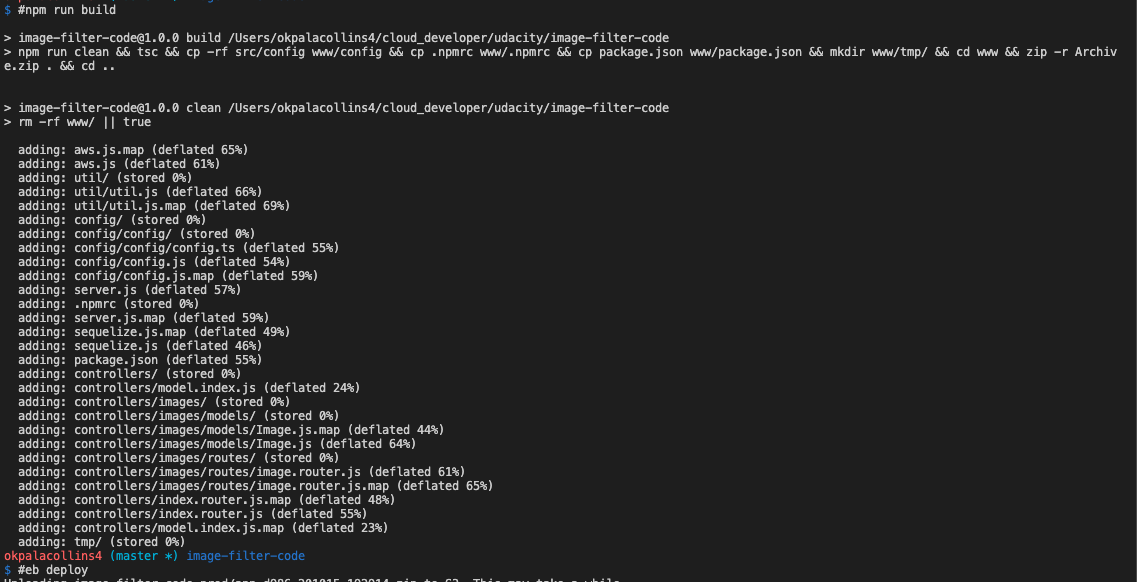 $ #npm run build
> image-filter-code@1.0.0 build /Users/okpalacollins4/cloud_developer/udacity/image-filter-code
> npm run clean && tsc && cp -rf src/config www/config && cp .npmrc www/.npmrc && cp package.json www/package.json && mkdir www/tmp/ && cd www && zip -r Archiv
e.zip . && cd ..
> image-filter-code@1.0.0 clean /Users/okpalacollins4/cloud_developer/udacity/image-filter-code
> rm -rf www/ || true
adding: aws.js.map (deflated 65%)
adding: aws.js (deflated 61%)
adding: util/ (stored 0%)
adding: util/util.js (deflated 66%)
adding: util/util.js.map (deflated 69%)
adding: config/ (stored 0%)
adding: config/config/ (stored 0%)
adding: config/config/config.ts (deflated 55%)
adding: config/config.js (deflated 54%)
adding: config/config.js.map (deflated 59%)
adding: server.js (deflated 57%)
adding: .npmrc (stored 0%)
adding: server.js.map (deflated 59%)
adding: sequelize.js.map (deflated 49%)
adding: sequelize.js (deflated 46%)
adding: package.json (deflated 55%)
adding: controllers/ (stored 0%)
adding: controllers/model.index.js (deflated 24%)
adding: controllers/images/ (stored 0%)
adding: controllers/images/models/ (stored 0%)
adding: controllers/images/models/Image.js.map (deflated 44%)
adding: controllers/images/models/Image.js (deflated 64%)
adding: controllers/images/routes/ (stored 0%)
adding: controllers/images/routes/image.router.js (deflated 61%)
adding: controllers/images/routes/image.router.js.map (deflated 65%)
adding: controllers/index.router.js.map (deflated 48%)
adding: controllers/index.router.js (deflated 55%)
adding: controllers/model.index.js.map (deflated 23%)
adding: tmp/ (stored 0%)
okpalacollins4 (master *) image-filter-code
$ #eb deploy